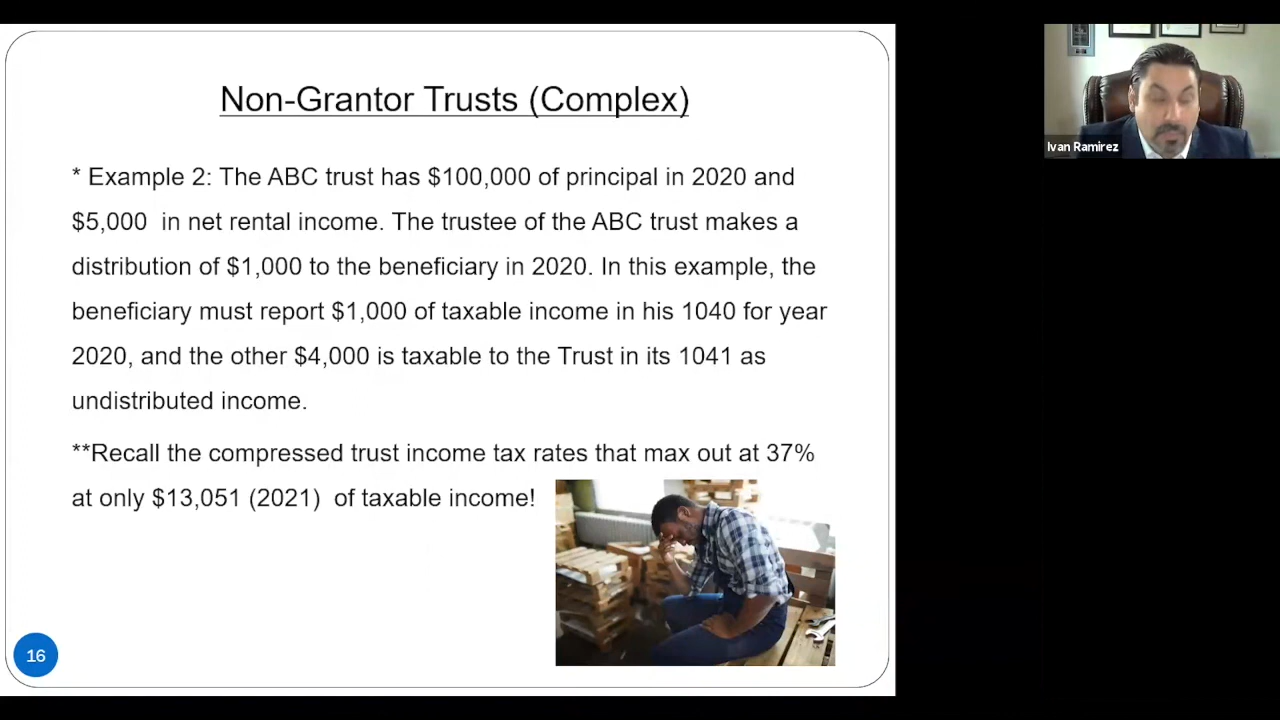 Non-Grantor Trusts (Complex)
* Example 2: The ABC trust has $100,000 of principal in 2020 and
$5,000 in net rental income. The trustee of the ABC trust makes a
distribution of $1,000 to the beneficiary in 2020. In this example, the
beneficiary must report $1,000 of taxable income in his 1040 for year
2020, and the other $4,000 is taxable to the Trust in its 1041 as
undistributed income.
**Recall the compressed trust income tax rates that max out at 37%
at only $13,051 (2021) of taxable income!
16
Ivan Ramirez